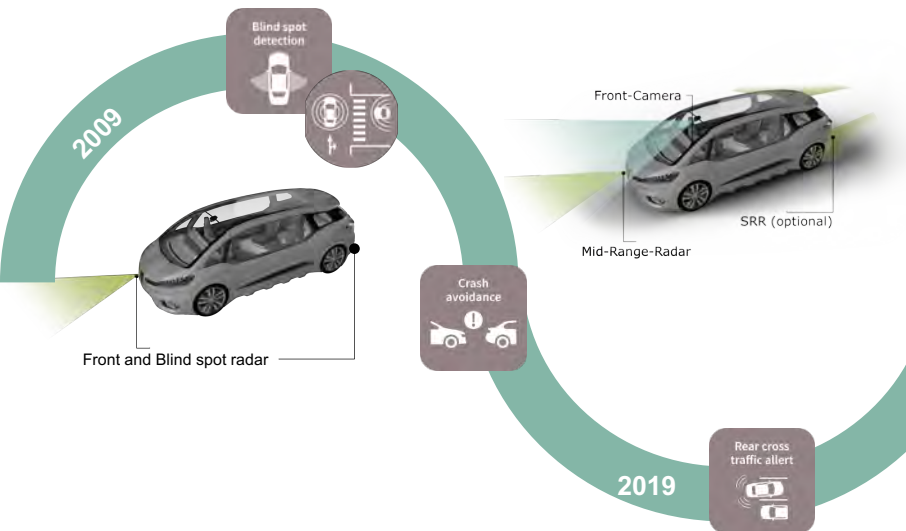 Blind spot
detection
2009
Front and Blind spot radar
Front-Camera
SRR (optional)
Mid-Range-Radar
Crash
avoidance
!
Rear cross
traffic allert
2019